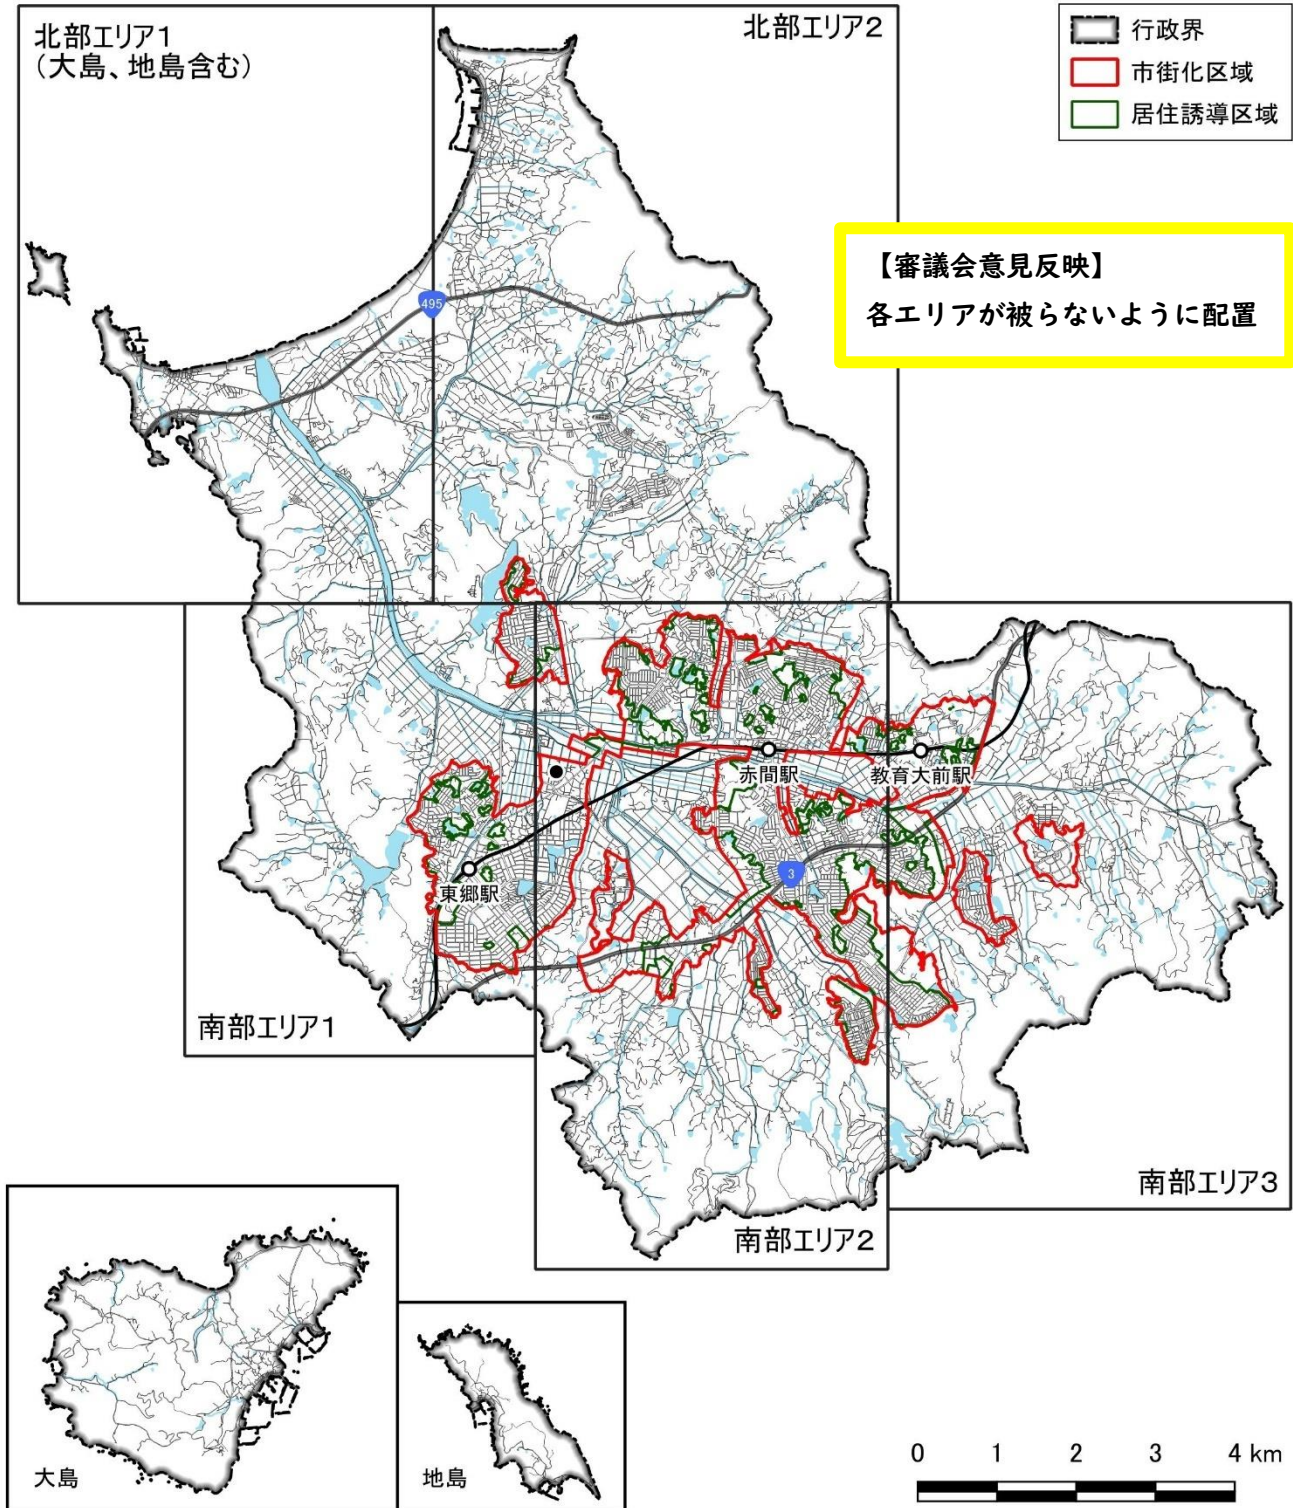 北部エリア1
(大島、地島含む)
北部エリア2
行政界
市街化区域
居住誘導区域
【審議会意見反映】
各エリアが被らないように配置
495
赤間駅
教育大前駅
3
東郷駅
南部エリア1
南部エリア3
南部エリア2
大島
地島
0 1 2 3 4 km